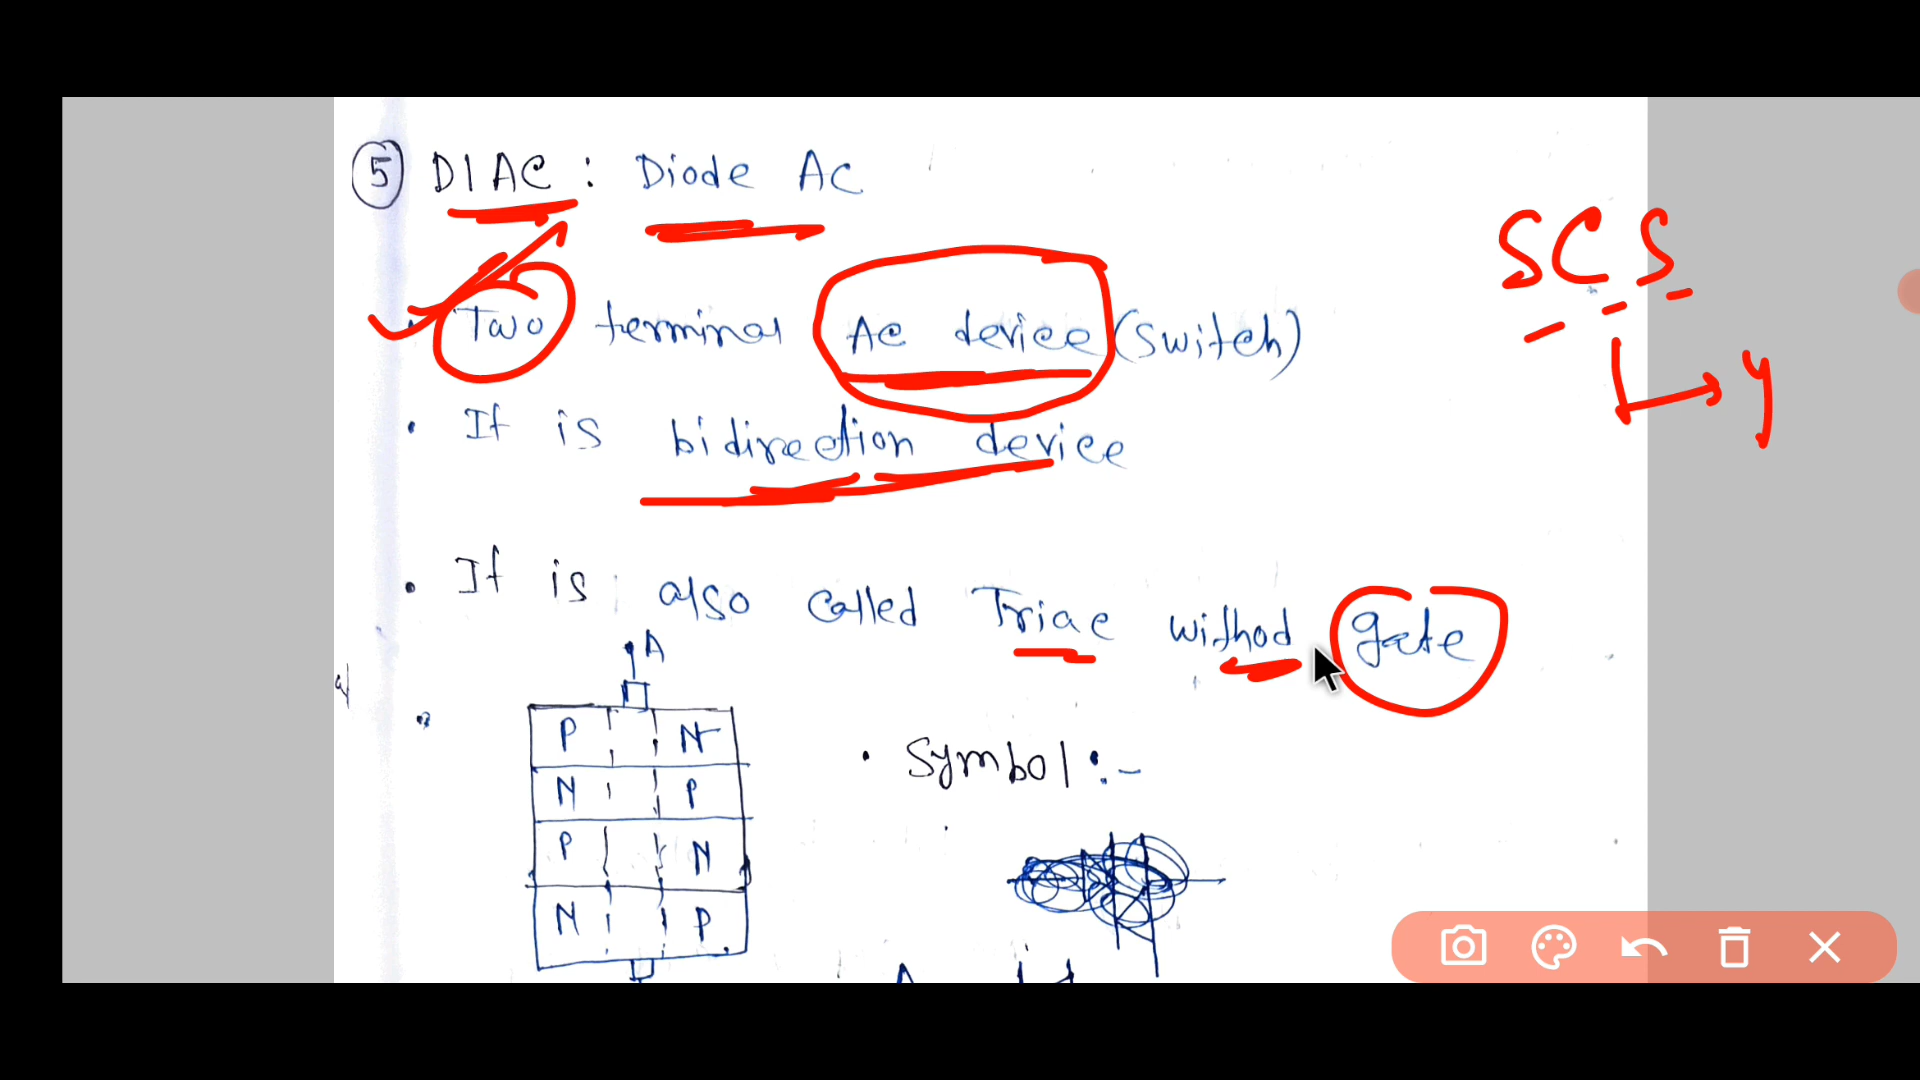 5 DIAC : Diode AC
SCS
• Two terminal AC device (switch)
4
• It is bidirection device
• It is also called Triac withod gate
A
P N
N P
P N
N P
• Symbol :-